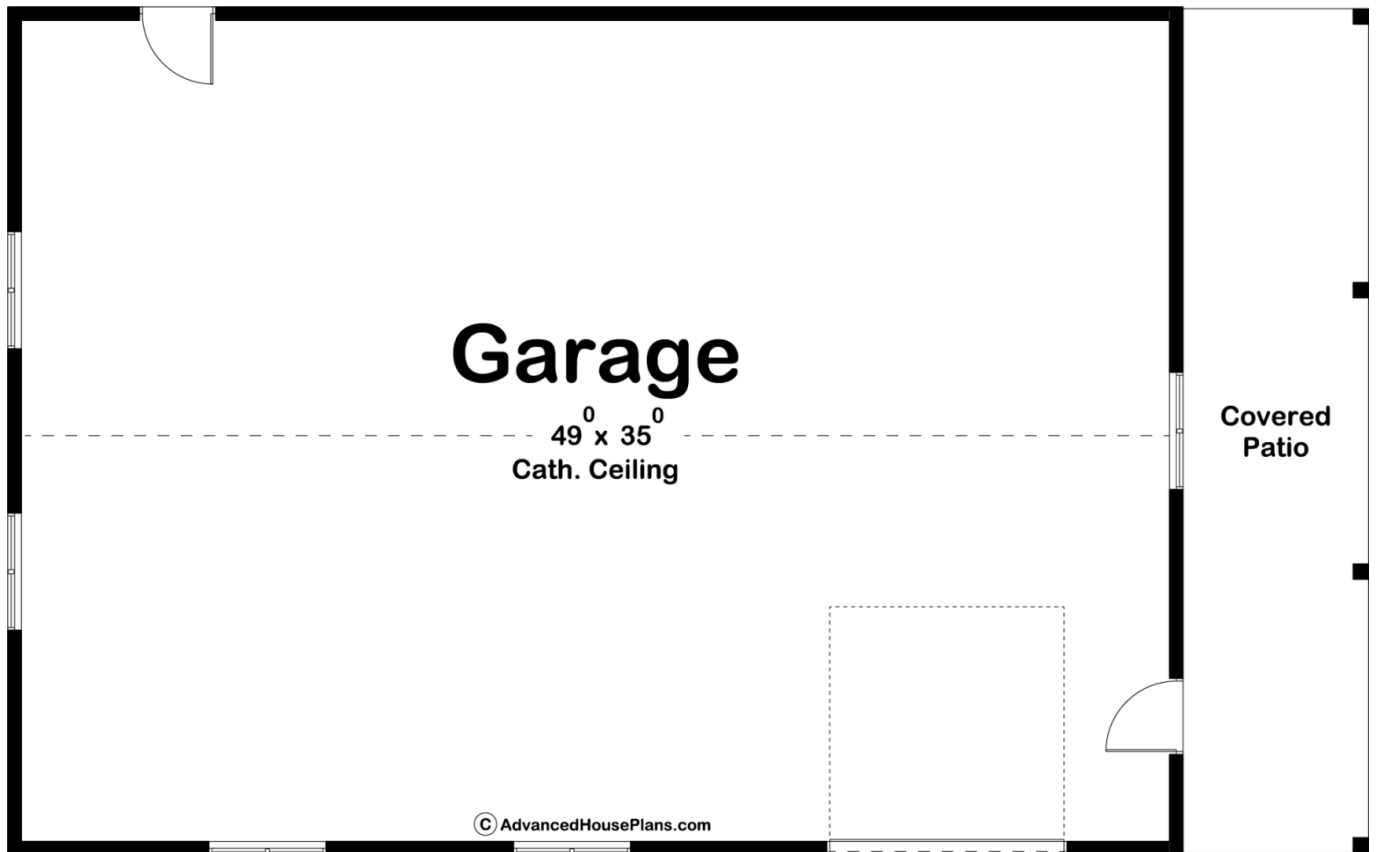 Garage
49⁰ x 35⁰
Cath. Ceiling
Covered
Patio
© AdvancedHousePlans.com